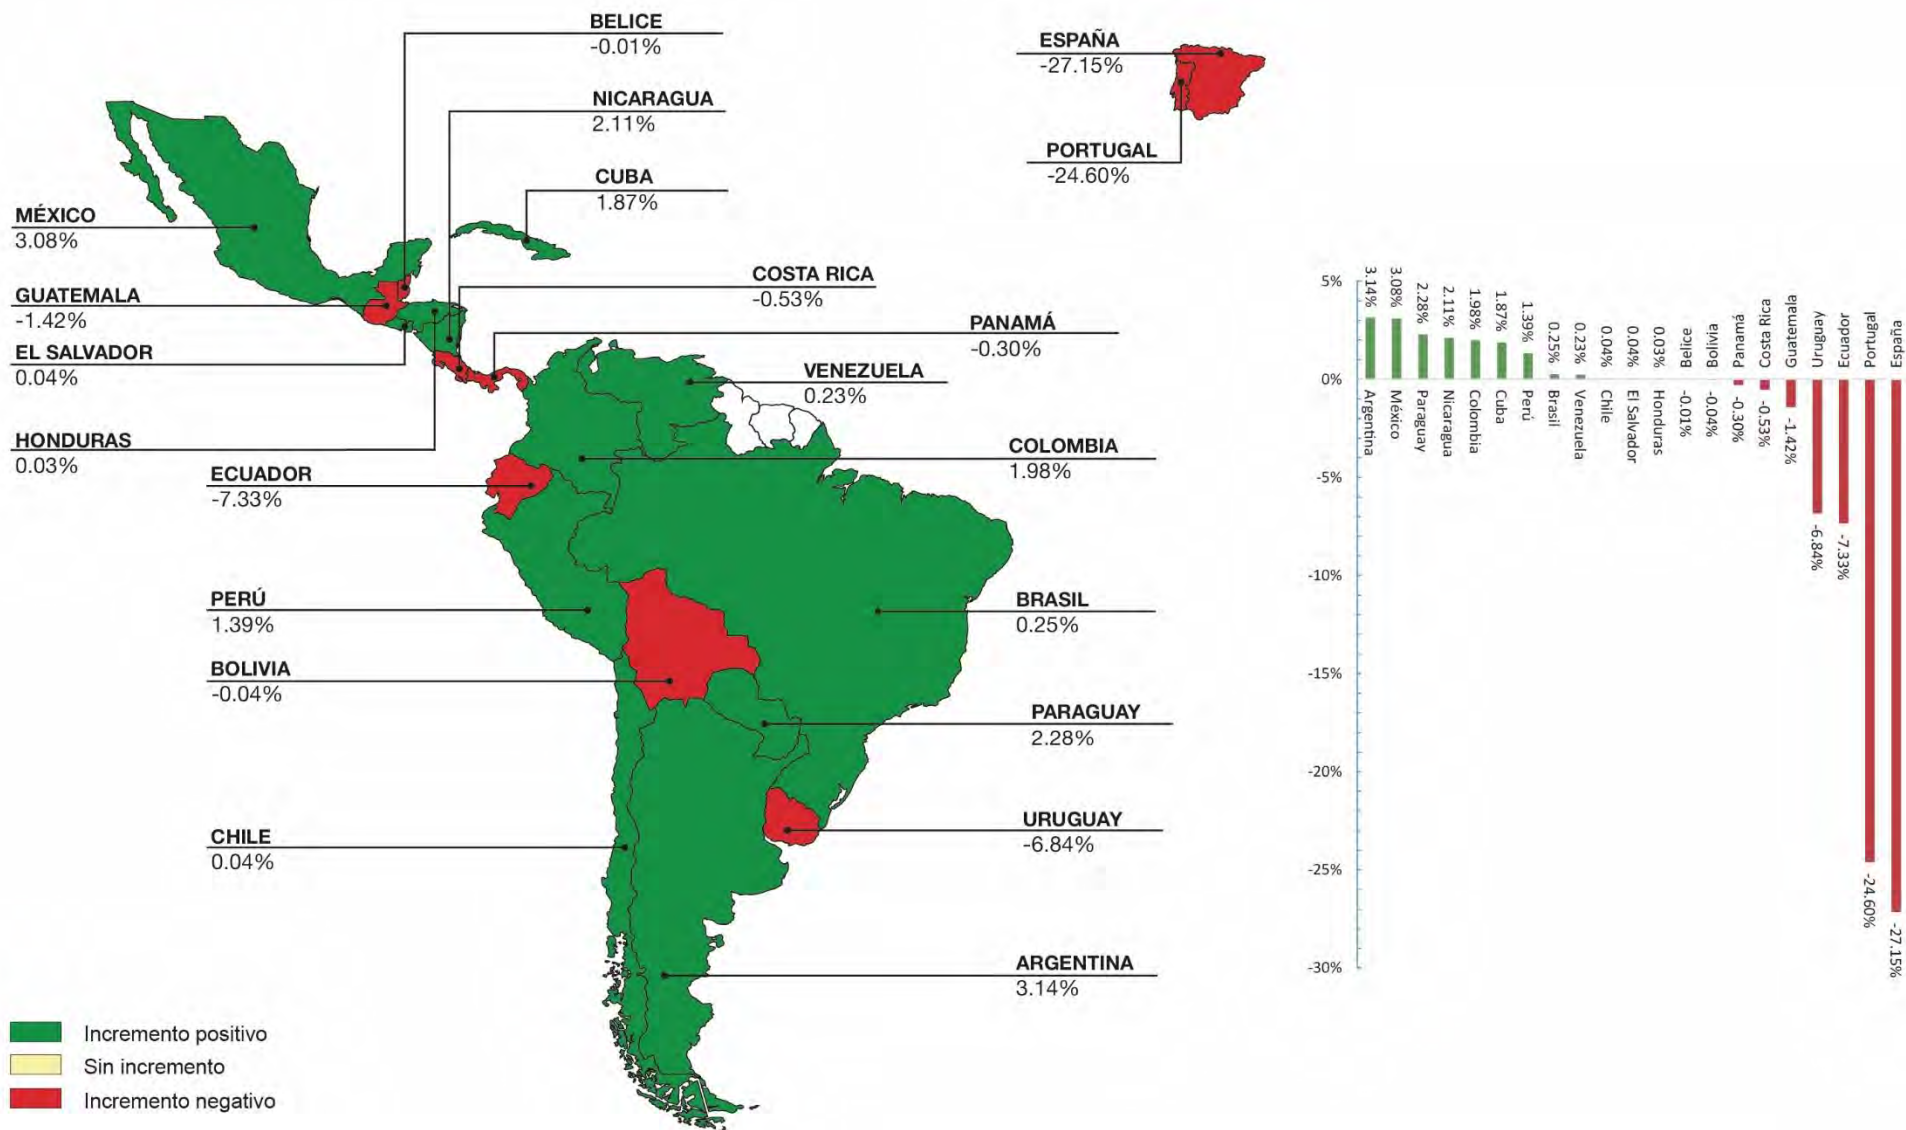 BELICE
-0.01%
NICARAGUA
2.11%
CUBA
1.87%
ESPAÑA
-27.15%
PORTUGAL
-24.60%
MÉXICO
3.08%
GUATEMALA
-1.42%
EL SALVADOR
0.04%
HONDURAS
0.03%
COSTA RICA
-0.53%
PANAMÁ
-0.30%
VENEZUELA
0.23%
COLOMBIA
1.98%
ECUADOR
-7.33%
PERÚ
1.39%
BOLIVIA
-0.04%
BRASIL
0.25%
PARAGUAY
2.28%
URUGUAY
-6.84%
CHILE
0.04%
ARGENTINA
3.14%
Incremento positivo
Sin incremento
Incremento negativo
5%
0%
-5%
-10%
-15%
-20%
-25%
-30%
3.14%
Argentina
3.08%
México
2.28%
Paraguay
2.11%
Nicaragua
1.98%
Colombia
1.87%
Cuba
1.39%
Perú
0.25%
Brasil
0.23%
Venezuela
0.04%
Chile
0.04%
El Salvador
0.03%
Honduras
Belice
-0.01%
Bolivia
-0.04%
Panamá
-0.30%
Costa Rica
-0.53%
Guatemala
-1.42%
Uruguay
-6.84%
Ecuador
-7.33%
Portugal
-24.60%
España
-27.15%